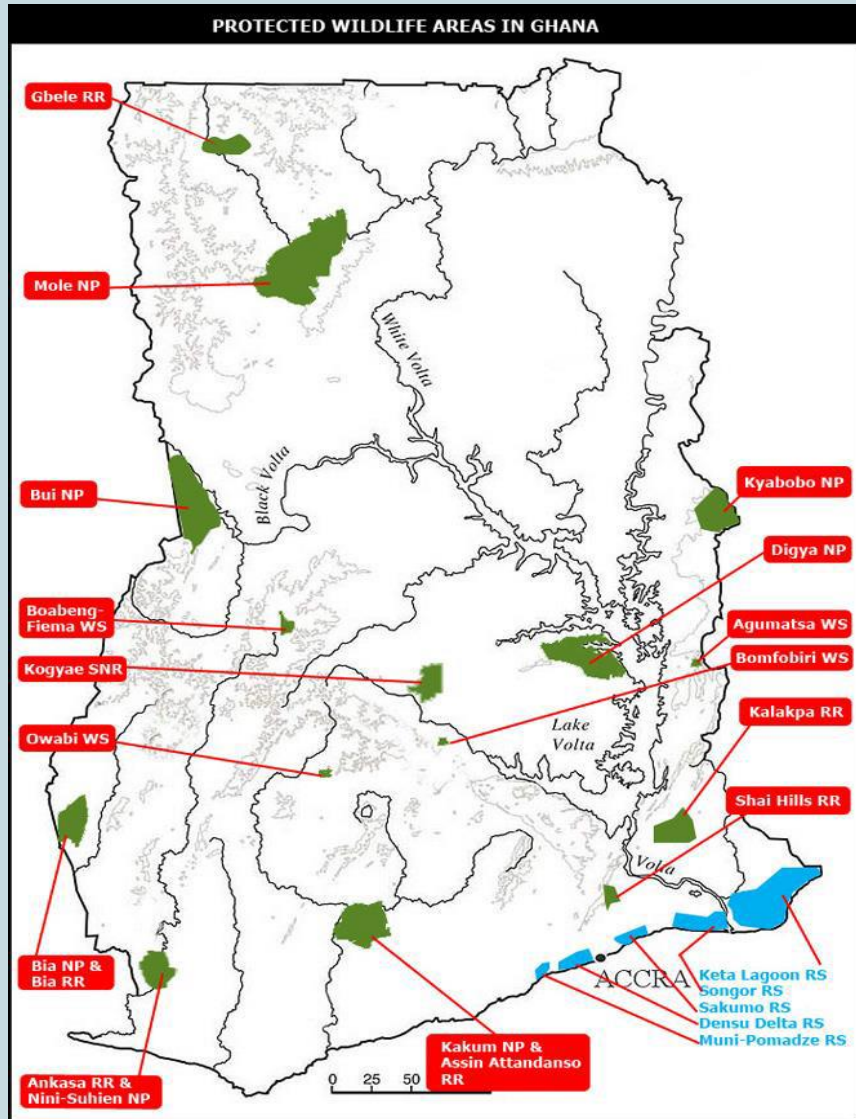 PROTECTED WILDLIFE AREAS IN GHANA
Gbele RR
Mole NP
White Volta
Black Volta
Bui NP
Kyabobo NP
Digya NP
Boabeng-
Fiema WS
Agumatsa WS
Bomfobiri WS
Kogyae SNR
Kalakpa RR
Owabi WS
Lake
Volta
Shai Hills RR
Volta
Bia NP &
Bia RR
ACCRA
Keta Lagoon RS
Songor RS
Sakumo RS
Densu Delta RS
Muni-Pomadze RS
Kakum NP &
Assin Attandanso
RR
Ankasa RR &
Nini-Suhien NP
0 25 50